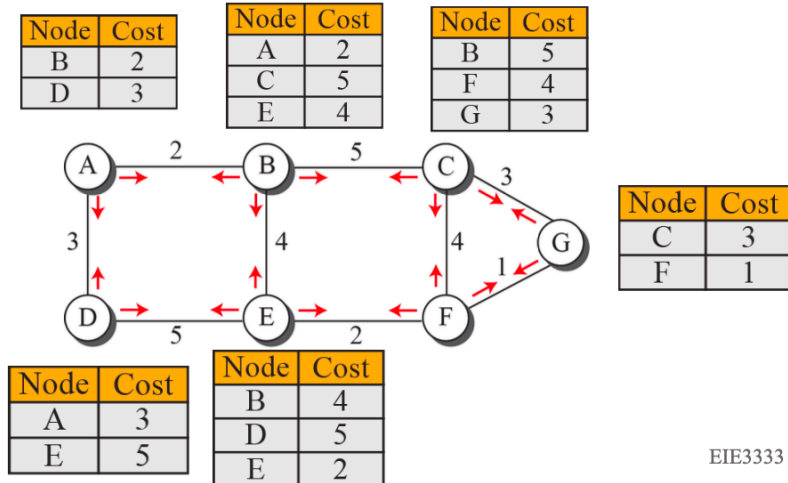 Node Cost
B 2
D 3
Node Cost
A 2
C 5
E 4
Node Cost
B 5
F 4
G 3
A 2 B 5 C
3
3 4 4 G
1
D 5 E 2 F
Node Cost
C 3
F 1
Node Cost
A 3
E 5
Node Cost
B 4
D 5
E 2
EIE3333